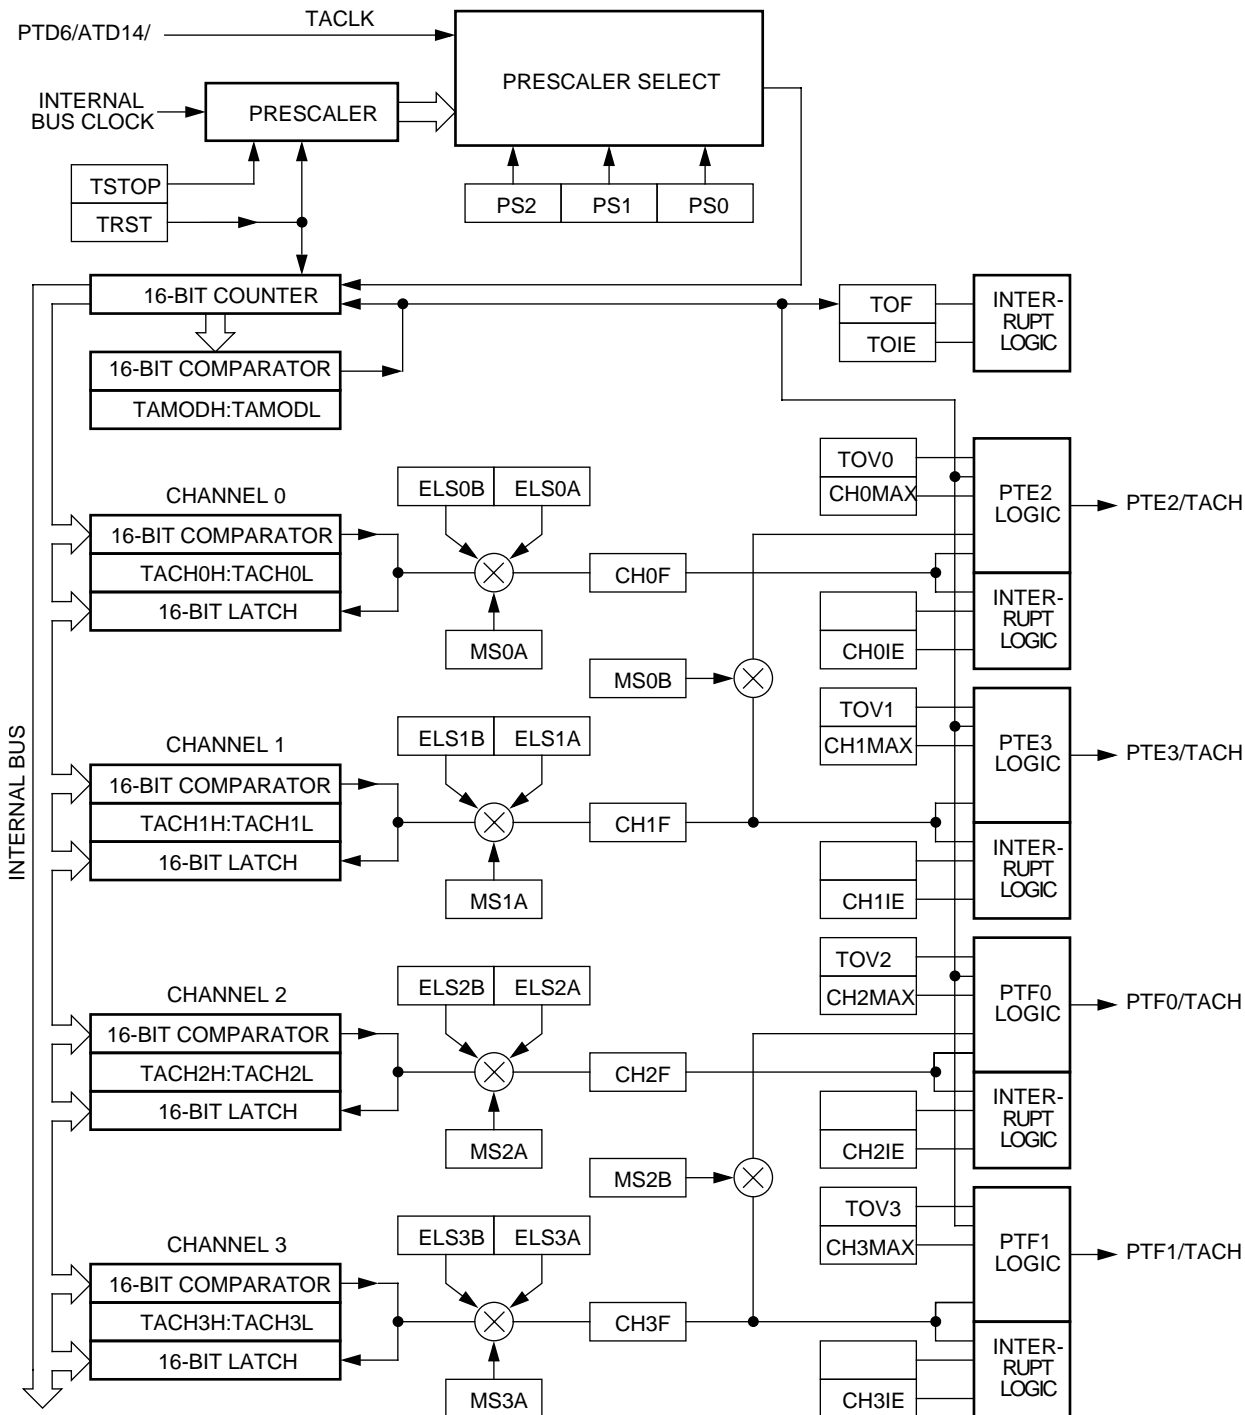 TACLK
PTD6/ATD14/
PRESCALER SELECT
INTERNAL
BUS CLOCK
PRESCALER
TSTOP
TRST
PS2
PS1
PS0
16-BIT COUNTER
16-BIT COMPARATOR
TAMODH:TAMODL
TOF
TOIE
INTER-
RUPT
LOGIC
INTERNAL BUS
CHANNEL 0
16-BIT COMPARATOR
TACH0H:TACH0L
16-BIT LATCH
ELS0B
ELS0A
MS0A
CH0F
MS0B
TOV0
CH0MAX
PTE2
LOGIC
PTE2/TACH
INTER-
RUPT
LOGIC
CH0IE
CHANNEL 1
16-BIT COMPARATOR
TACH1H:TACH1L
16-BIT LATCH
ELS1B
ELS1A
MS1A
CH1F
TOV1
CH1MAX
PTE3
LOGIC
PTE3/TACH
INTER-
RUPT
LOGIC
CH1IE
CHANNEL 2
16-BIT COMPARATOR
TACH2H:TACH2L
16-BIT LATCH
ELS2B
ELS2A
MS2A
CH2F
MS2B
TOV2
CH2MAX
PTF0
LOGIC
PTF0/TACH
INTER-
RUPT
LOGIC
CH2IE
CHANNEL 3
16-BIT COMPARATOR
TACH3H:TACH3L
16-BIT LATCH
ELS3B
ELS3A
MS3A
CH3F
TOV3
CH3MAX
PTF1
LOGIC
PTF1/TACH
INTER-
RUPT
LOGIC
CH3IE